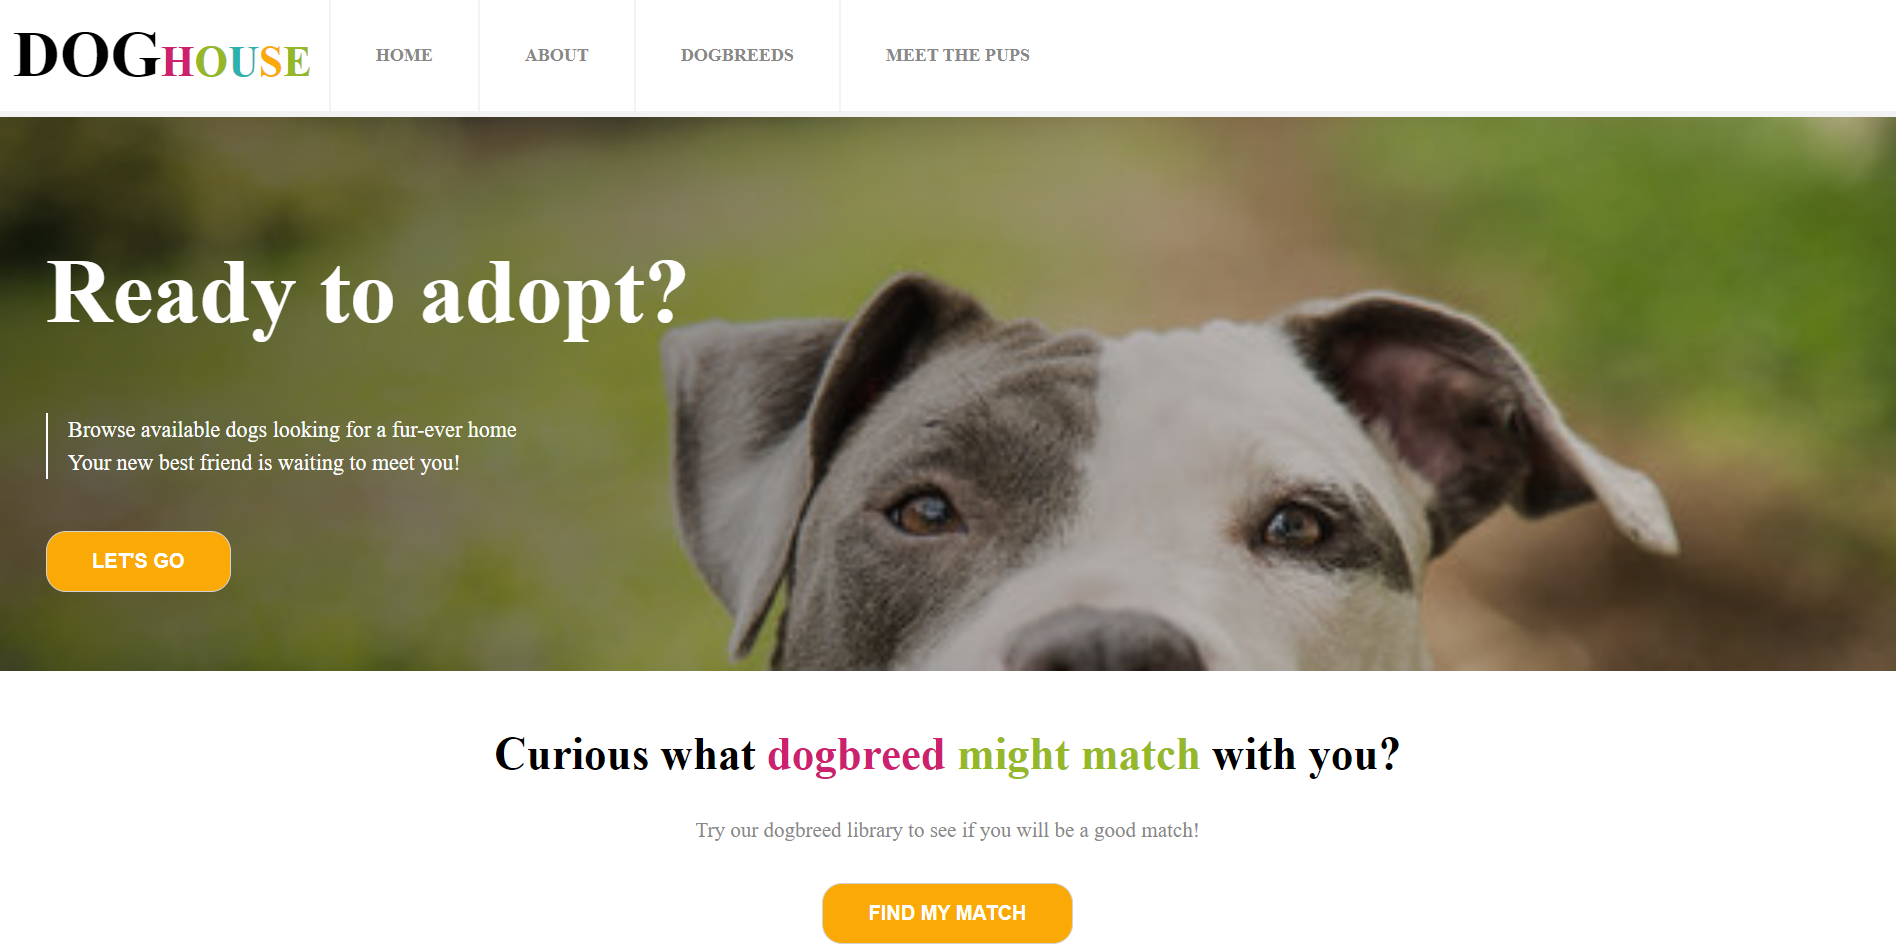 DOGHOUSE
HOME
ABOUT
DOGBREEDS
MEET THE PUPS
Ready to adopt?
Browse available dogs looking for a fur-ever home
Your new best friend is waiting to meet you!
LET'S GO
Curious what dogbreed might match with you?
Try our dogbreed library to see if you will be a good match!
FIND MY MATCH